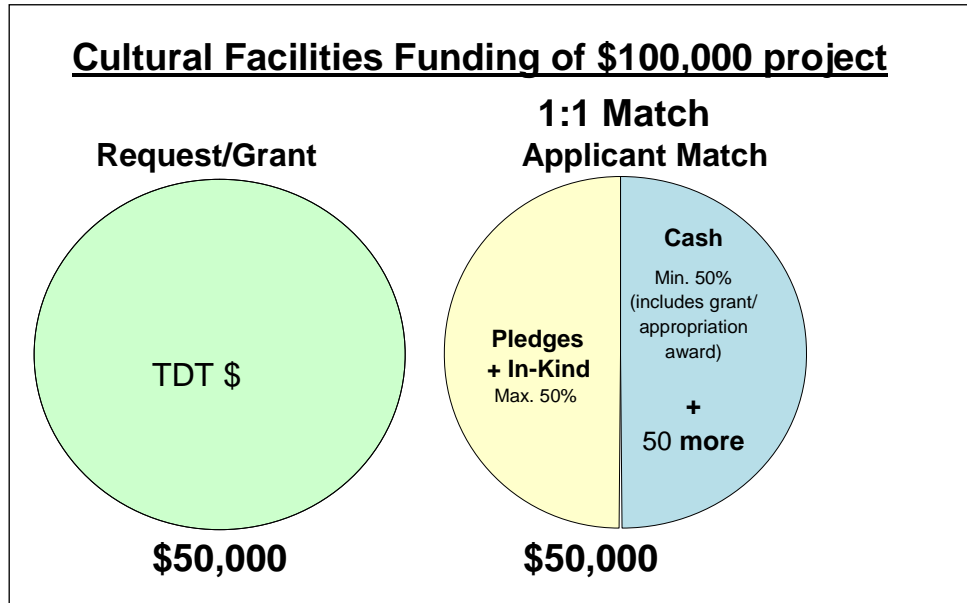 Cultural Facilities Funding of $100,000 project
1:1 Match
Request/Grant
Applicant Match
TDT $
Pledges
+ In-Kind
Max. 50%
Cash
Min. 50%
(includes grant/
appropriation
award)
+
50 more
$50,000
$50,000